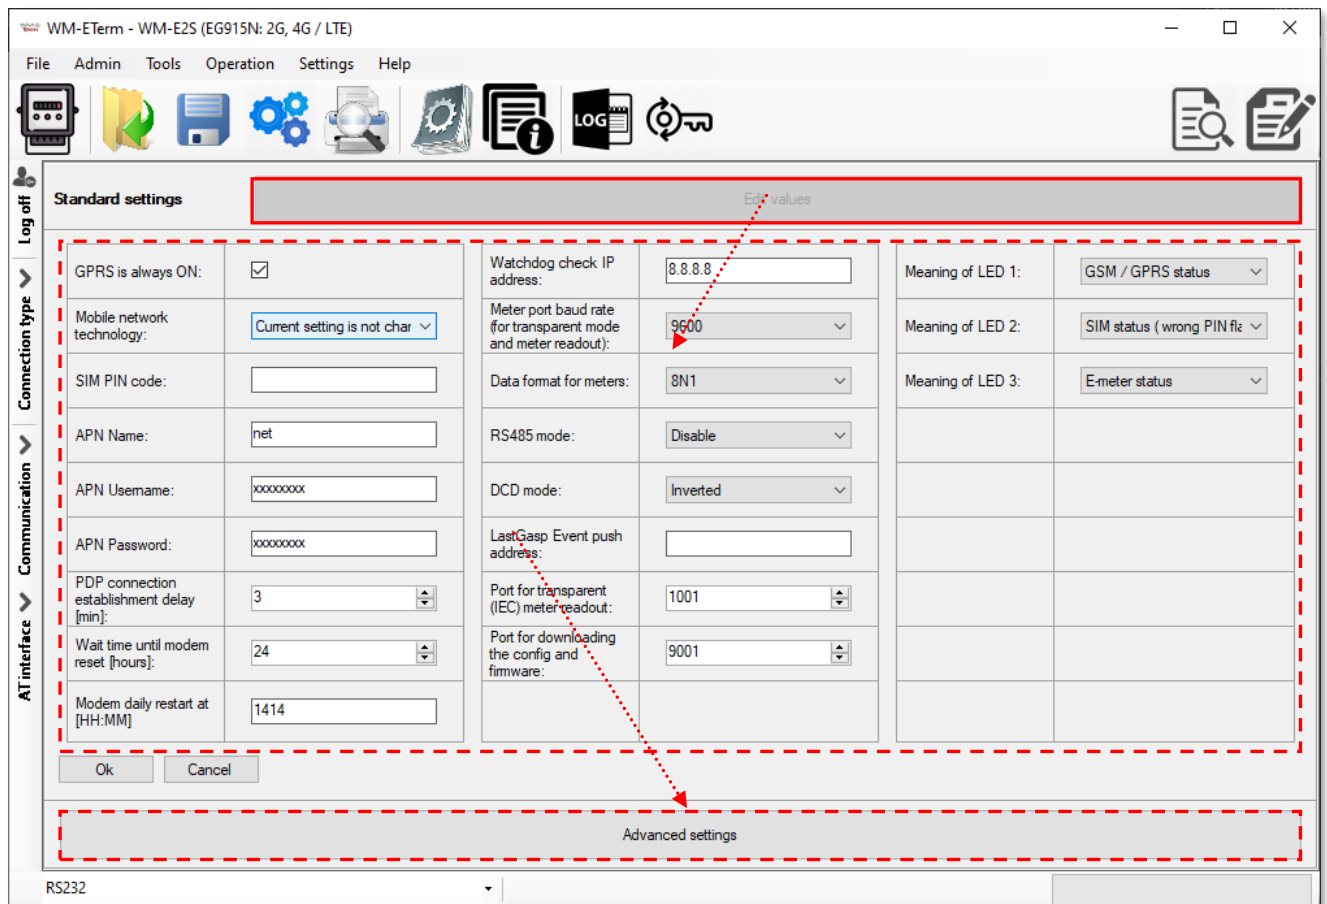 WM-ETerm - WM-E2S (EG915N: 2G, 4G / LTE)
File Admin Tools Operation Settings Help
LOG
Log off
Connection type
Communication
AT interface
Standard settings
Edit values
GPRS is always ON:
Mobile network
technology:
Current setting is not char
SIM PIN code:
APN Name:
net
APN Username:
xxxxxxxx
APN Password:
xxxxxxxx
PDP connection
establishment delay
[min]:
3
Wait time until modem
reset [hours]:
24
Modem daily restart at
[HH:MM]
1414
Watchdog check IP
address:
8.8.8.8
Meter port baud rate
(for transparent mode
and meter readout):
9600
Data format for meters:
8N1
RS485 mode:
Disable
DCD mode:
Inverted
LastGasp Event push
address:
Port for transparent
(IEC) meter readout:
1001
Port for downloading
the config and
firmware:
9001
Meaning of LED 1:
GSM / GPRS status
Meaning of LED 2:
SIM status ( wrong PIN fla
Meaning of LED 3:
E-meter status
Ok
Cancel
Advanced settings
RS232